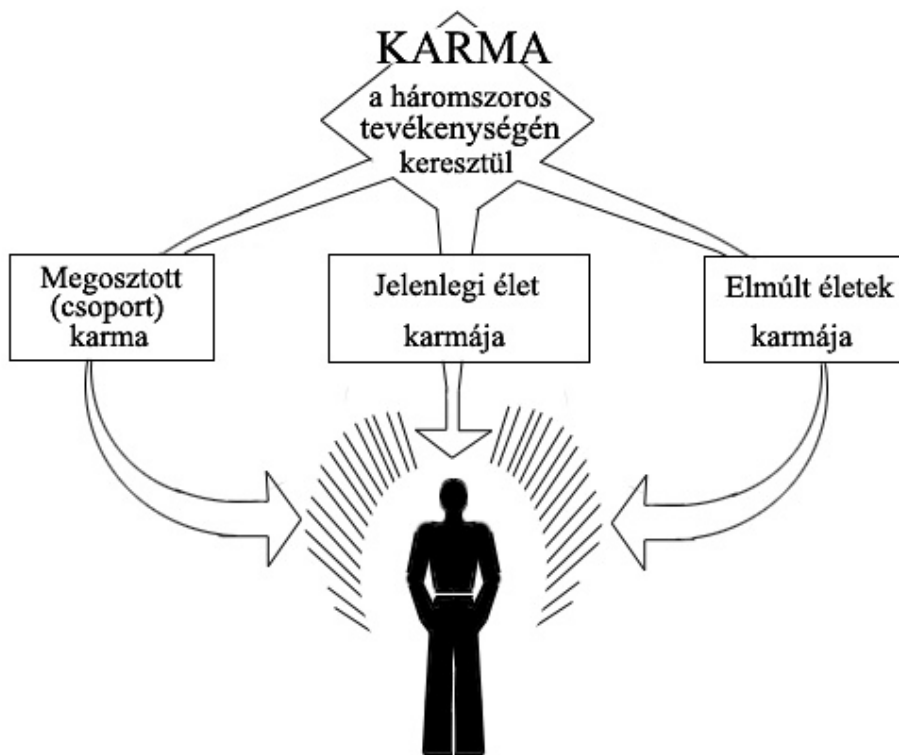 KARMA
a háromszoros
tevékenységén
keresztül
Megosztott
(csoport)
karma
Jelenlegi élet
karmája
Elmúlt életek
karmája